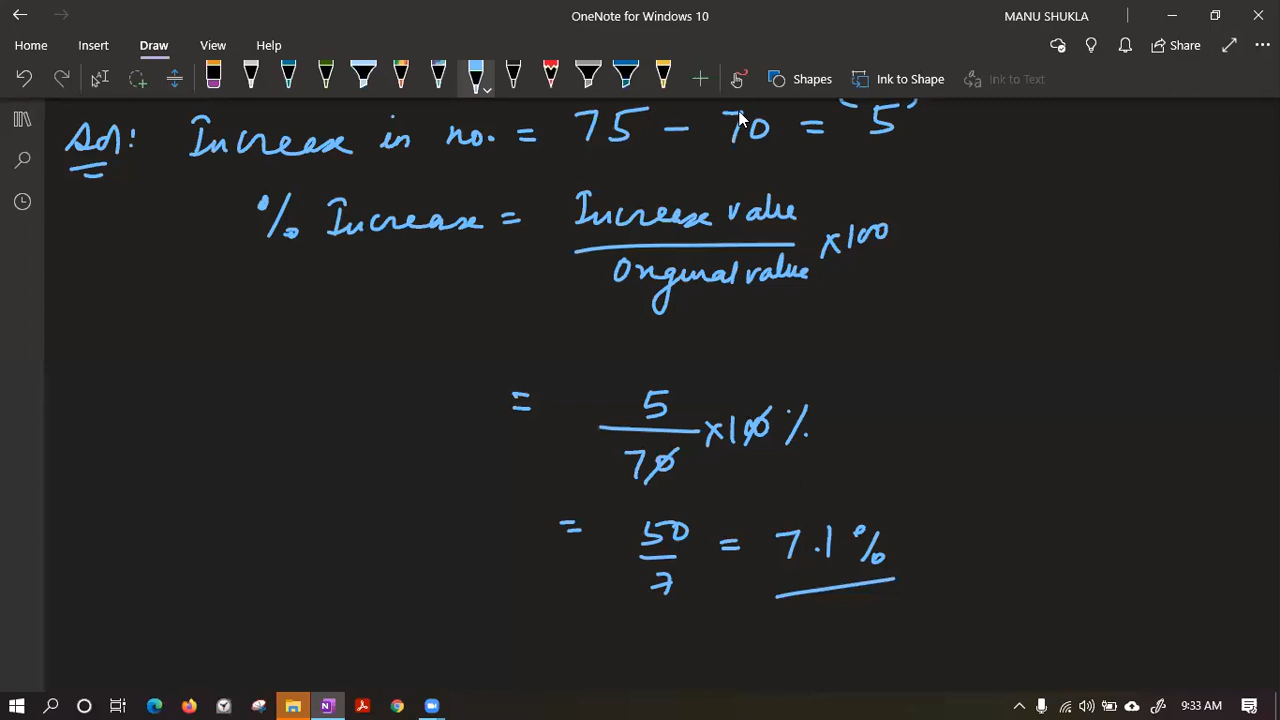 OneNote for Windows 10
MANU SHUKLA
Home Insert Draw View Help
Share
Shapes Ink to Shape Ink to Text
Sol: Increase in no. = 75 - 70 = 5
% Increase = Increase value / Original value ×100
= 5/70 ×100 %
= 50/7 = 7.1 %
9:33 AM